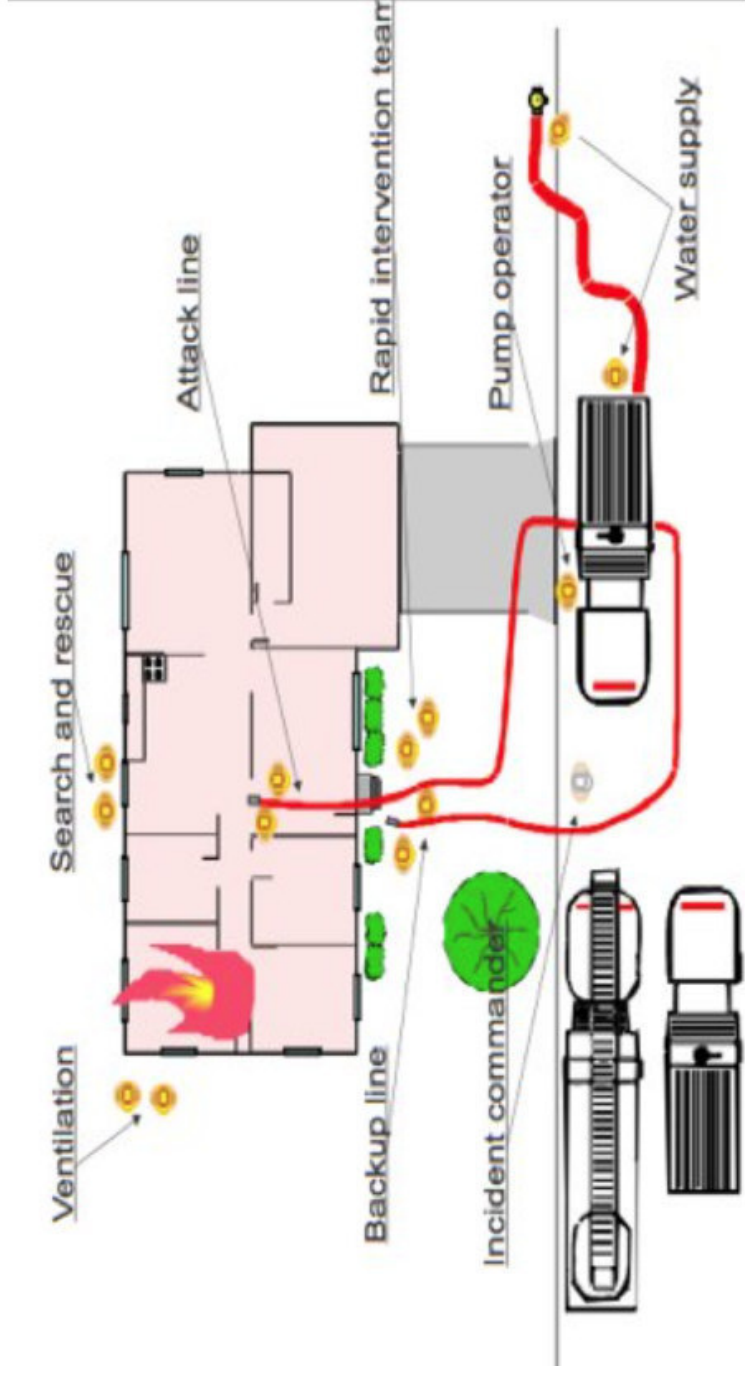 Ventilation
Search and rescue
Attack line
Backup line
Rapid intervention team
Incident commander
Pump operator
Water supply